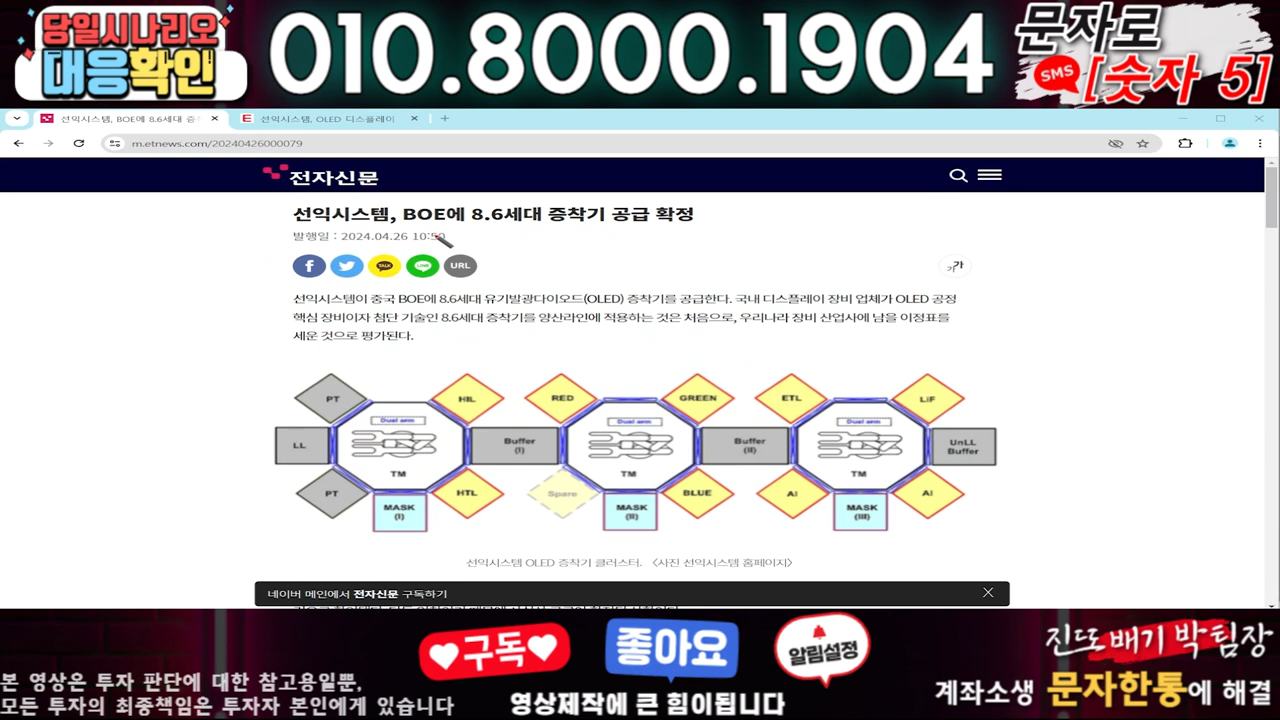 당일시나리오
대응확인
010.8000.1904
문자로
SMS
[숫자 5]
선익시스템, BOE에 8.6세대 증
선익시스템, OLED 디스플레이
m.etnews.com/20240426000079
전자신문
선익시스템, BOE에 8.6세대 증착기 공급 확정
발행일 : 2024.04.26 10:50
TALK
LINE
URL
가가
선익시스템이 중국 BOE에 8.6세대 유기발광다이오드(OLED) 증착기를 공급한다. 국내 디스플레이 장비 업체가 OLED 공정
핵심 장비이자 첨단 기술인 8.6세대 증착기를 양산라인에 적용하는 것은 처음으로, 우리나라 장비 산업사에 남을 이정표를
세운 것으로 평가된다.
PT
HIL
RED
GREEN
ETL
LiF
Dual arm
Dual arm
Dual arm
LL
Buffer
(I)
Buffer
(II)
UnLL
Buffer
TM
TM
TM
PT
HTL
Spare
BLUE
Al
Al
MASK
(I)
MASK
(II)
MASK
(III)
선익시스템 OLED 증착기 클러스터. 〈사진 선익시스템 홈페이지〉
네이버 메인에서 전자신문 구독하기
구독
좋아요
알림설정
진또배기 박팀장
본 영상은 투자 판단에 대한 참고용일뿐,
모든 투자의 최종책임은 투자자 본인에게 있습니다
영상제작에 큰 힘이됩니다
계좌소생 문자한통에 해결